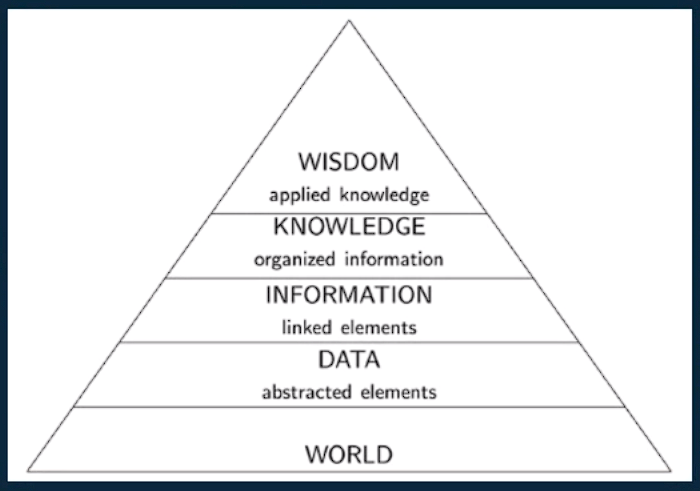 WISDOM
applied knowledge
KNOWLEDGE
organized information
INFORMATION
linked elements
DATA
abstracted elements
WORLD